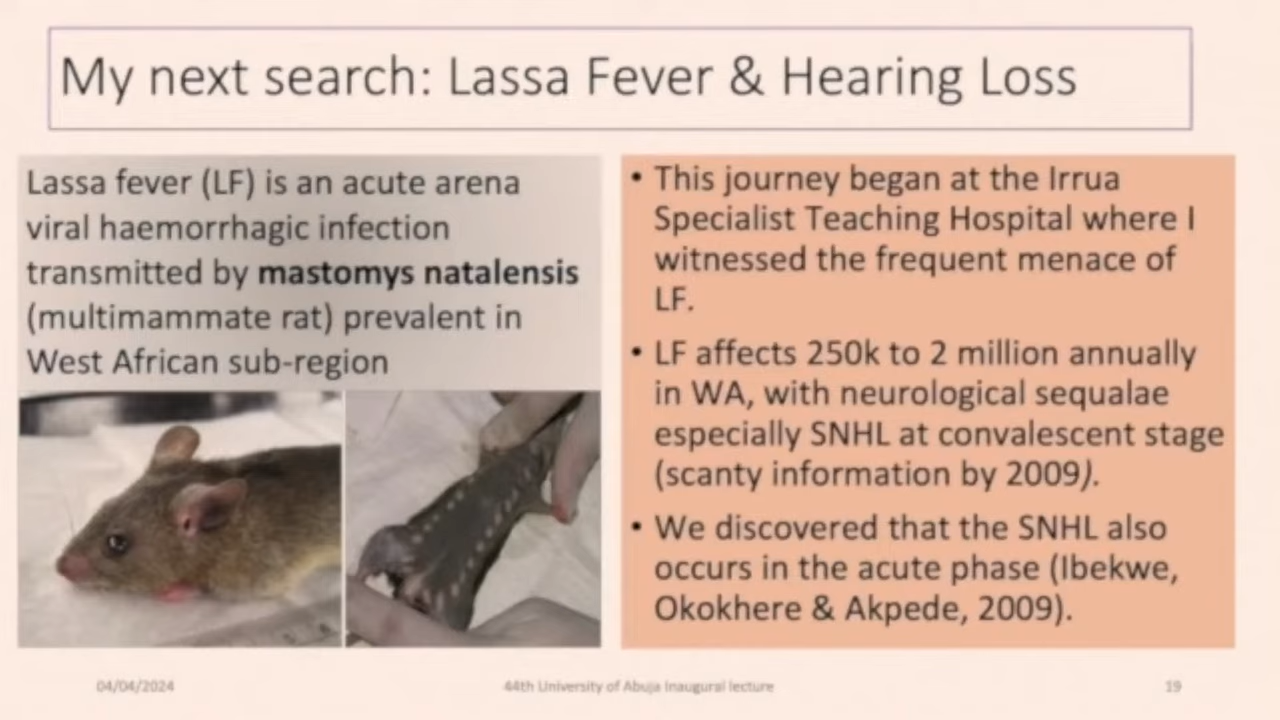 My next search: Lassa Fever & Hearing Loss
Lassa fever (LF) is an acute arena
viral haemorrhagic infection
transmitted by mastomys natalensis
(multimammate rat) prevalent in
West African sub-region
• This journey began at the Irrua
Specialist Teaching Hospital where I
witnessed the frequent menace of
LF.
• LF affects 250k to 2 million annually
in WA, with neurological sequalae
especially SNHL at convalescent stage
(scanty information by 2009).
• We discovered that the SNHL also
occurs in the acute phase (Ibekwe,
Okokhere & Akpede, 2009).
04/04/2024
44th University of Abuja Inaugural lecture
19